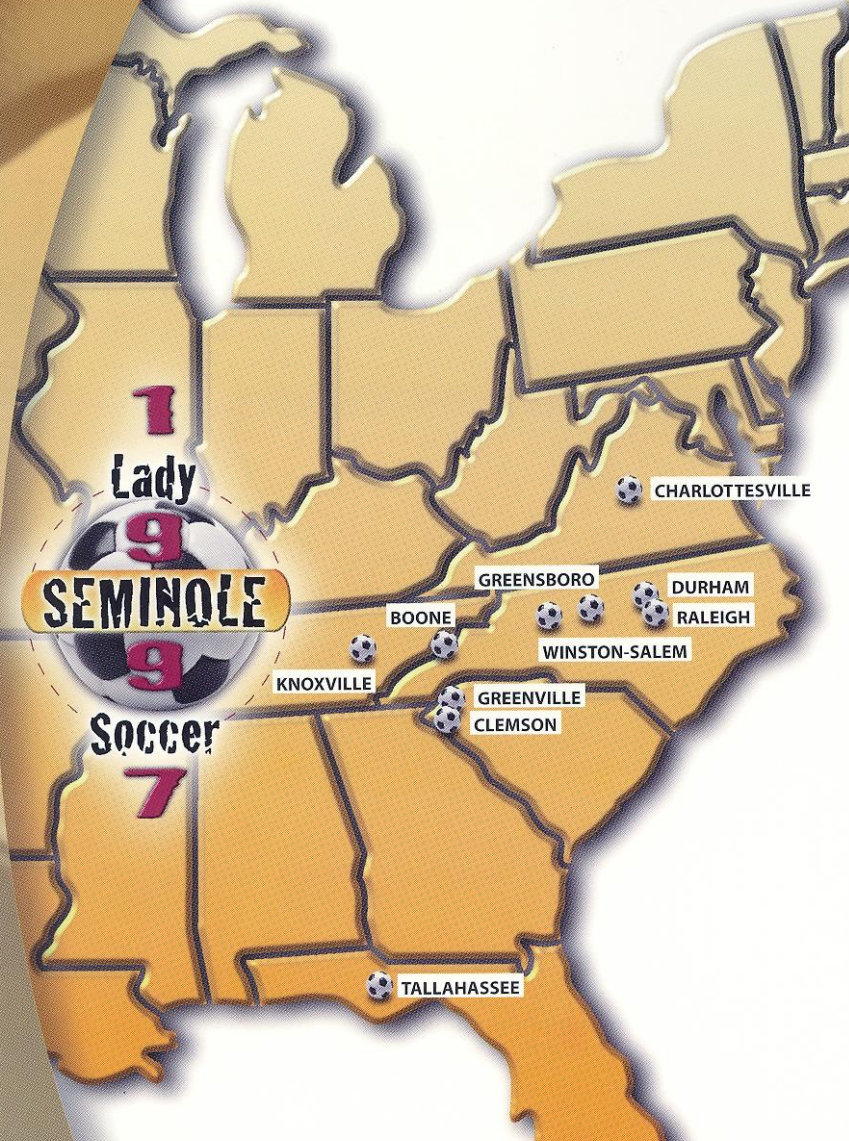 1
Lady
9
SEMINOLE
9
Soccer
7
CHARLOTTESVILLE
GREENSBORO
DURHAM
BOONE
RALEIGH
WINSTON-SALEM
KNOXVILLE
GREENVILLE
CLEMSON
TALLAHASSEE